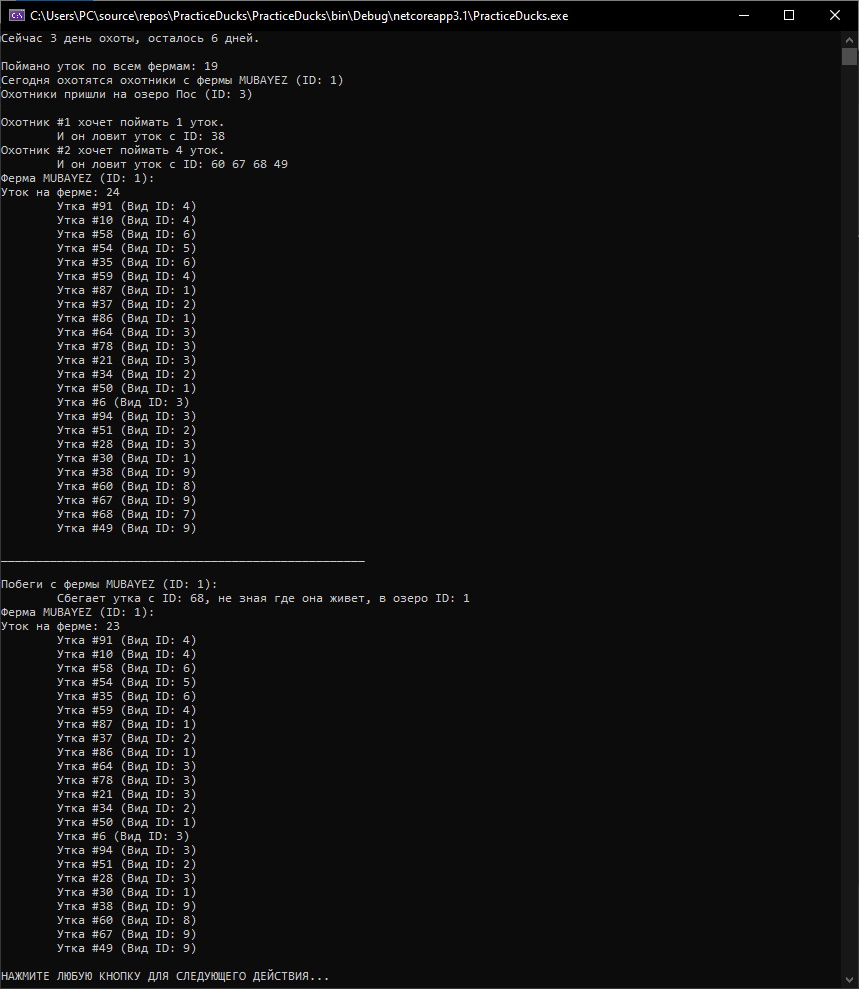 C:\Users\PC\source\repos\PracticeDucks\PracticeDucks\bin\Debug\netcoreapp3.1\PracticeDucks.exe
Сейчас 3 день охоты, осталось 6 дней.
Поймано уток по всем фермам: 19
Сегодня охотятся охотники с фермы MUBAYEZ (ID: 1)
Охотники пришли на озеро Пос (ID: 3)
Охотник #1 хочет поймать 1 уток.
И он ловит уток с ID: 38
Охотник #2 хочет поймать 4 уток.
И он ловит уток с ID: 60 67 68 49
Ферма MUBAYEZ (ID: 1):
Уток на ферме: 24
Утка #91 (Вид ID: 4)
Утка #10 (Вид ID: 4)
Утка #58 (Вид ID: 6)
Утка #54 (Вид ID: 5)
Утка #35 (Вид ID: 6)
Утка #59 (Вид ID: 4)
Утка #87 (Вид ID: 1)
Утка #37 (Вид ID: 2)
Утка #86 (Вид ID: 1)
Утка #64 (Вид ID: 3)
Утка #78 (Вид ID: 3)
Утка #21 (Вид ID: 3)
Утка #34 (Вид ID: 2)
Утка #50 (Вид ID: 1)
Утка #6 (Вид ID: 3)
Утка #94 (Вид ID: 3)
Утка #51 (Вид ID: 2)
Утка #28 (Вид ID: 3)
Утка #30 (Вид ID: 1)
Утка #38 (Вид ID: 9)
Утка #60 (Вид ID: 8)
Утка #67 (Вид ID: 9)
Утка #68 (Вид ID: 7)
Утка #49 (Вид ID: 9)
____________________________________________________
Побеги с фермы MUBAYEZ (ID: 1):
Сбегает утка с ID: 68, не зная где она живет, в озеро ID: 1
Ферма MUBAYEZ (ID: 1):
Уток на ферме: 23
Утка #91 (Вид ID: 4)
Утка #10 (Вид ID: 4)
Утка #58 (Вид ID: 6)
Утка #54 (Вид ID: 5)
Утка #35 (Вид ID: 6)
Утка #59 (Вид ID: 4)
Утка #87 (Вид ID: 1)
Утка #37 (Вид ID: 2)
Утка #86 (Вид ID: 1)
Утка #64 (Вид ID: 3)
Утка #78 (Вид ID: 3)
Утка #21 (Вид ID: 3)
Утка #34 (Вид ID: 2)
Утка #50 (Вид ID: 1)
Утка #6 (Вид ID: 3)
Утка #94 (Вид ID: 3)
Утка #51 (Вид ID: 2)
Утка #28 (Вид ID: 3)
Утка #30 (Вид ID: 1)
Утка #38 (Вид ID: 9)
Утка #60 (Вид ID: 8)
Утка #67 (Вид ID: 9)
Утка #49 (Вид ID: 9)
НАЖМИТЕ ЛЮБУЮ КНОПКУ ДЛЯ СЛЕДУЮЩЕГО ДЕЙСТВИЯ...